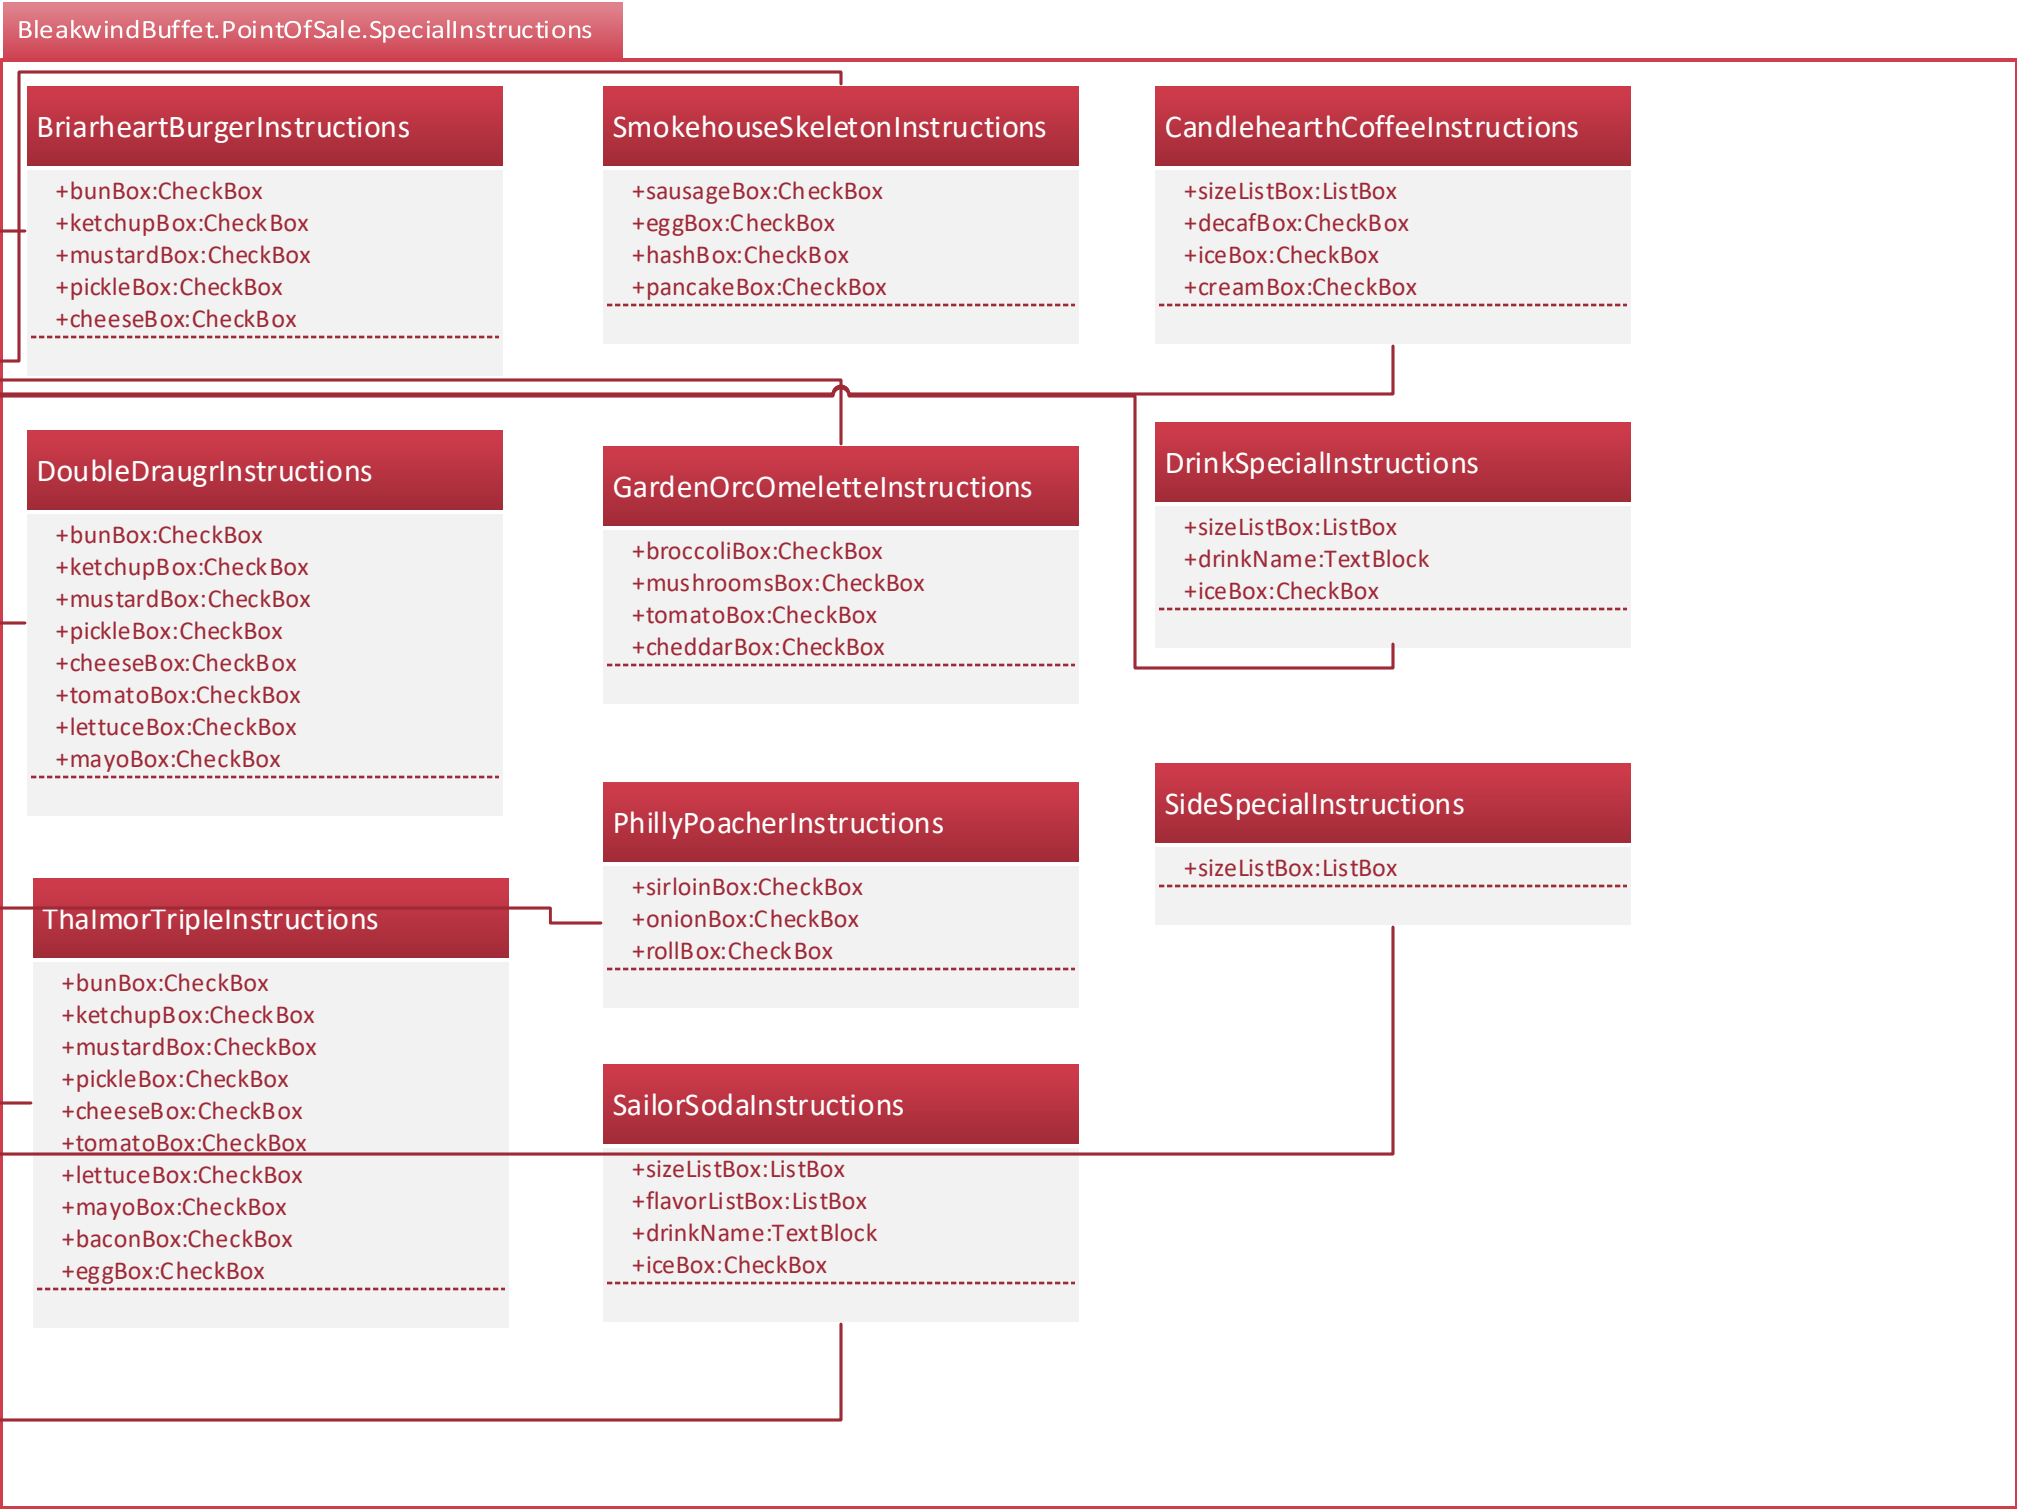 BleakwindBuffet.PointOfSale.SpecialInstructions
BriarheartBurgerInstructions
+bunBox:CheckBox
+ketchupBox:CheckBox
+mustardBox:CheckBox
+pickleBox:CheckBox
+cheeseBox:CheckBox
DoubleDraugrInstructions
+bunBox:CheckBox
+ketchupBox:CheckBox
+mustardBox:CheckBox
+pickleBox:CheckBox
+cheeseBox:CheckBox
+tomatoBox:CheckBox
+lettuceBox:CheckBox
+mayoBox:CheckBox
ThalmorTripleInstructions
+bunBox:CheckBox
+ketchupBox:CheckBox
+mustardBox:CheckBox
+pickleBox:CheckBox
+cheeseBox:CheckBox
+tomatoBox:CheckBox
+lettuceBox:CheckBox
+mayoBox:CheckBox
+baconBox:CheckBox
+eggBox:CheckBox
SmokehouseSkeletonInstructions
+sausageBox:CheckBox
+eggBox:CheckBox
+hashBox:CheckBox
+pancakeBox:CheckBox
GardenOrcOmeletteInstructions
+broccoliBox:CheckBox
+mushroomsBox:CheckBox
+tomatoBox:CheckBox
+cheddarBox:CheckBox
PhillyPoacherInstructions
+sirloinBox:CheckBox
+onionBox:CheckBox
+rollBox:CheckBox
SailorSodaInstructions
+sizeListBox:ListBox
+flavorListBox:ListBox
+drinkName:TextBlock
+iceBox:CheckBox
CandlehearthCoffeeInstructions
+sizeListBox:ListBox
+decafBox:CheckBox
+iceBox:CheckBox
+creamBox:CheckBox
DrinkSpecialInstructions
+sizeListBox:ListBox
+drinkName:TextBlock
+iceBox:CheckBox
SideSpecialInstructions
+sizeListBox:ListBox